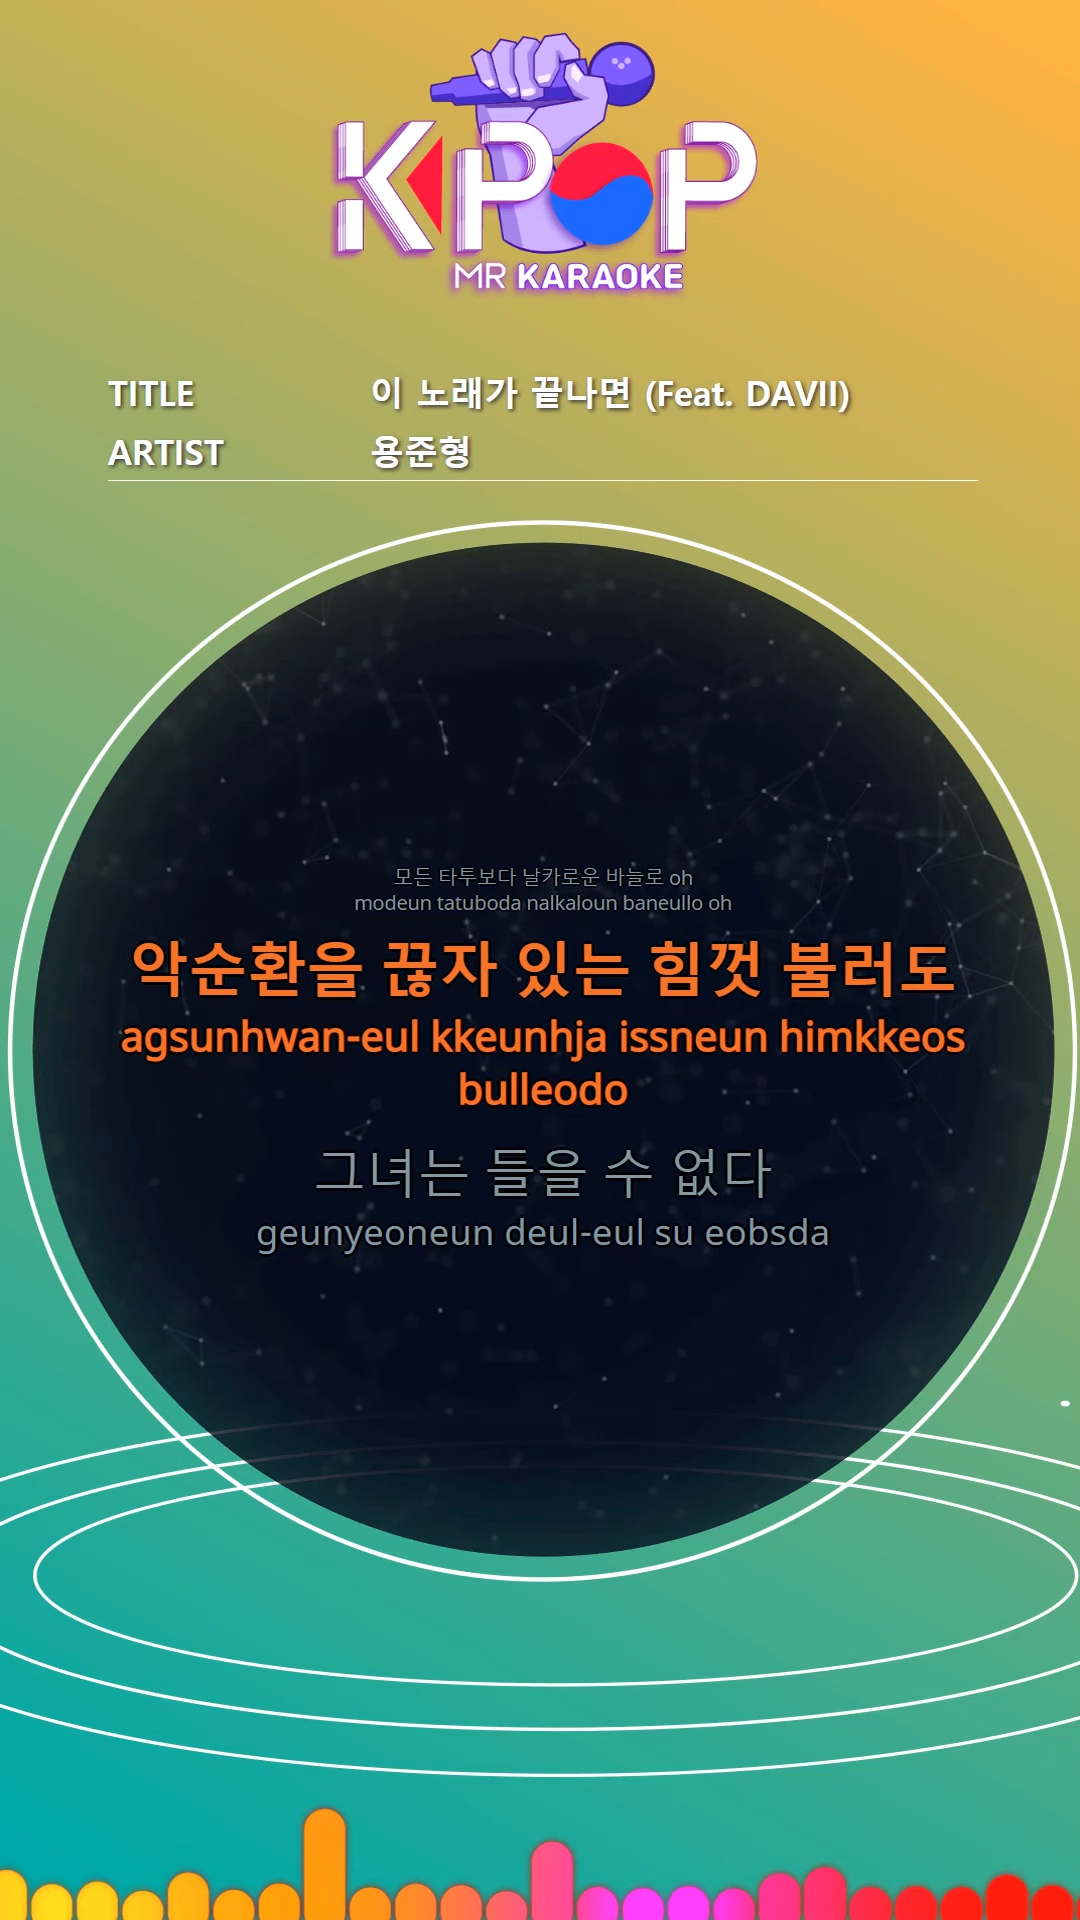 KPOP
MR KARAOKE
TITLE 이 노래가 끝나면 (Feat. DAVII)
ARTIST 용준형
모든 타투보다 날카로운 바늘로 oh
modeun tatuboda nalkaloun baneullo oh
악순환을 끊자 있는 힘껏 불러도
agsunhwan-eul kkeunhja issneun himkkeos
bulleodo
그녀는 들을 수 없다
geunyeoneun deul-eul su eobsda